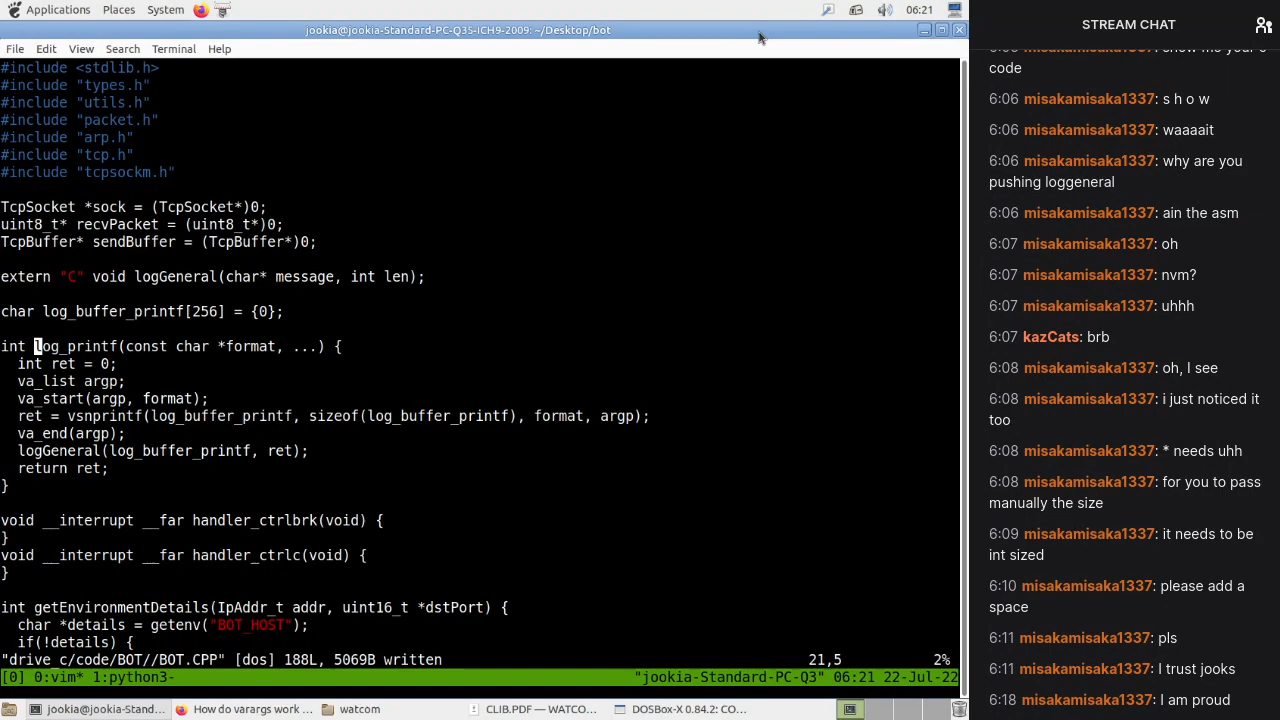 Applications Places System 06:21
jookia@jookia-Standard-PC-Q35-ICH9-2009: ~/Desktop/bot
File Edit View Search Terminal Help
#include <stdlib.h>
#include "types.h"
#include "utils.h"
#include "packet.h"
#include "arp.h"
#include "tcp.h"
#include "tcpsockm.h"
TcpSocket *sock = (TcpSocket*)0;
uint8_t* recvPacket = (uint8_t*)0;
TcpBuffer* sendBuffer = (TcpBuffer*)0;
extern "C" void logGeneral(char* message, int len);
char log_buffer_printf[256] = {0};
int log_printf(const char *format, ...) {
int ret = 0;
va_list argp;
va_start(argp, format);
ret = vsnprintf(log_buffer_printf, sizeof(log_buffer_printf), format, argp);
va_end(argp);
logGeneral(log_buffer_printf, ret);
return ret;
}
void __interrupt __far handler_ctrlbrk(void) {
}
void __interrupt __far handler_ctrlc(void) {
}
int getEnvironmentDetails(IpAddr_t addr, uint16_t *dstPort) {
char *details = getenv("BOT_HOST");
if(!details) {
"drive_c/code/BOT//BOT.CPP" [dos] 188L, 5069B written 21,5 2%
[0] 0:vim* 1:python3- "jookia-Standard-PC-Q3" 06:21 22-Jul-22
jookia@jookia-Stand... How do varargs work ... watcom CLIB.PDF — WATCO... DOSBox-X 0.84.2: CO...
STREAM CHAT
code
6:06 misakamisaka1337: s h o w
6:06 misakamisaka1337: waaaait
6:06 misakamisaka1337: why are you
pushing loggeneral
6:06 misakamisaka1337: ain the asm
6:07 misakamisaka1337: oh
6:07 misakamisaka1337: nvm?
6:07 misakamisaka1337: uhhh
6:07 kazCats: brb
6:08 misakamisaka1337: oh, I see
6:08 misakamisaka1337: i just noticed it
too
6:08 misakamisaka1337: * needs uhh
6:08 misakamisaka1337: for you to pass
manually the size
6:09 misakamisaka1337: it needs to be
int sized
6:10 misakamisaka1337: please add a
space
6:11 misakamisaka1337: pls
6:11 misakamisaka1337: I trust jooks
6:18 misakamisaka1337: I am proud